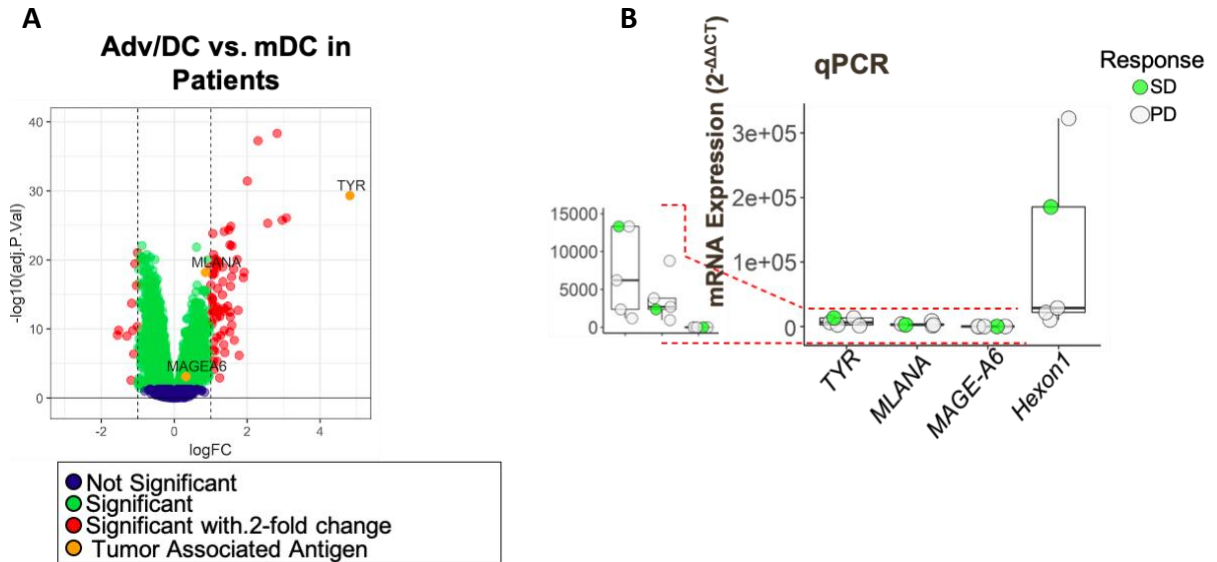 A
Adv/DC vs. mDC in
Patients
-log10(adj.P.Val)
40
30
20
10
0
TYR
MLANA
MAGEA6
-2
0
2
4
logFC
Not Significant
Significant
Significant with.2-fold change
Tumor Associated Antigen
B
qPCR
mRNA Expression (2-ΔΔCT)
15000
10000
5000
0
3e+05
2e+05
1e+05
0
TYR
MLANA
MAGE-A6
Hexon1
Response
SD
PD